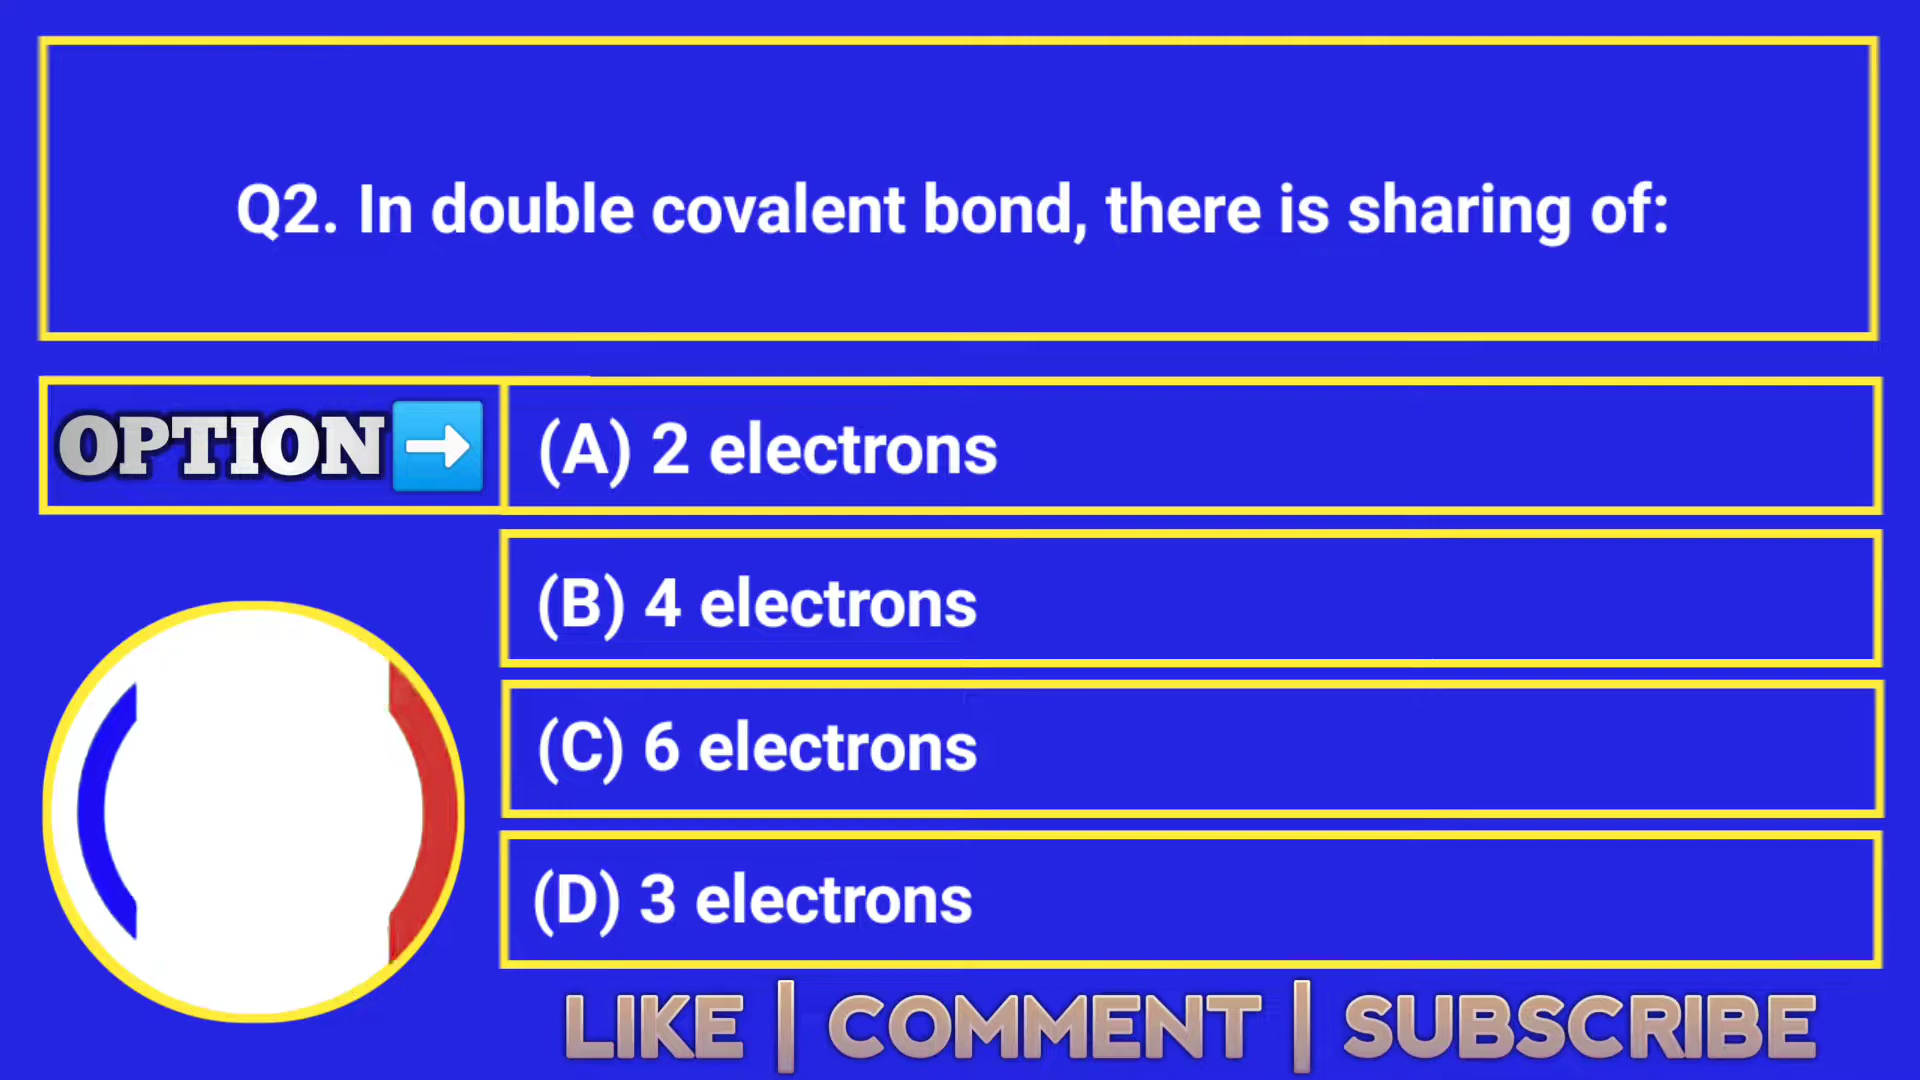 Q2. In double covalent bond, there is sharing of:
OPTION➡ (A) 2 electrons
(B) 4 electrons
(C) 6 electrons
(D) 3 electrons
LIKE | COMMENT | SUBSCRIBE